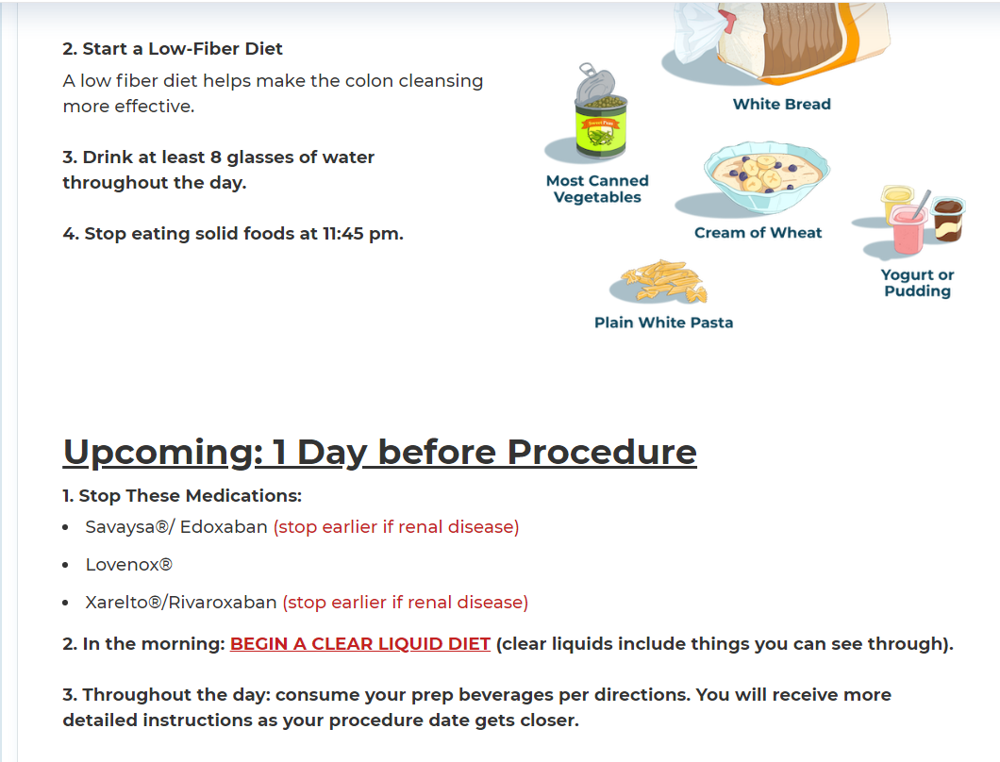 2. Start a Low-Fiber Diet
A low fiber diet helps make the colon cleansing
more effective.
3. Drink at least 8 glasses of water
throughout the day.
4. Stop eating solid foods at 11:45 pm.
White Bread
Most Canned
Vegetables
Cream of Wheat
Yogurt or
Pudding
Plain White Pasta
Upcoming: 1 Day before Procedure
1. Stop These Medications:
• Savaysa®/ Edoxaban (stop earlier if renal disease)
• Lovenox®
• Xarelto®/Rivaroxaban (stop earlier if renal disease)
2. In the morning: BEGIN A CLEAR LIQUID DIET (clear liquids include things you can see through).
3. Throughout the day: consume your prep beverages per directions. You will receive more
detailed instructions as your procedure date gets closer.